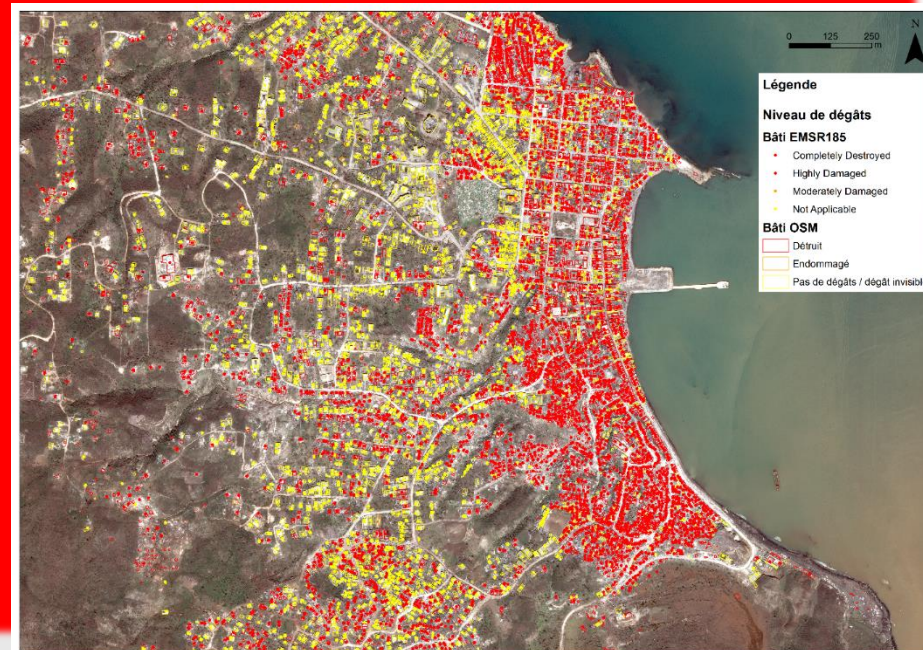 N
0 125 250
m
Légende
Niveau de dégâts
Bâti EMSR185
Completely Destroyed
Highly Damaged
Moderately Damaged
Not Applicable
Bâti OSM
Détruit
Endommagé
Pas de dégâts / dégât invisibl